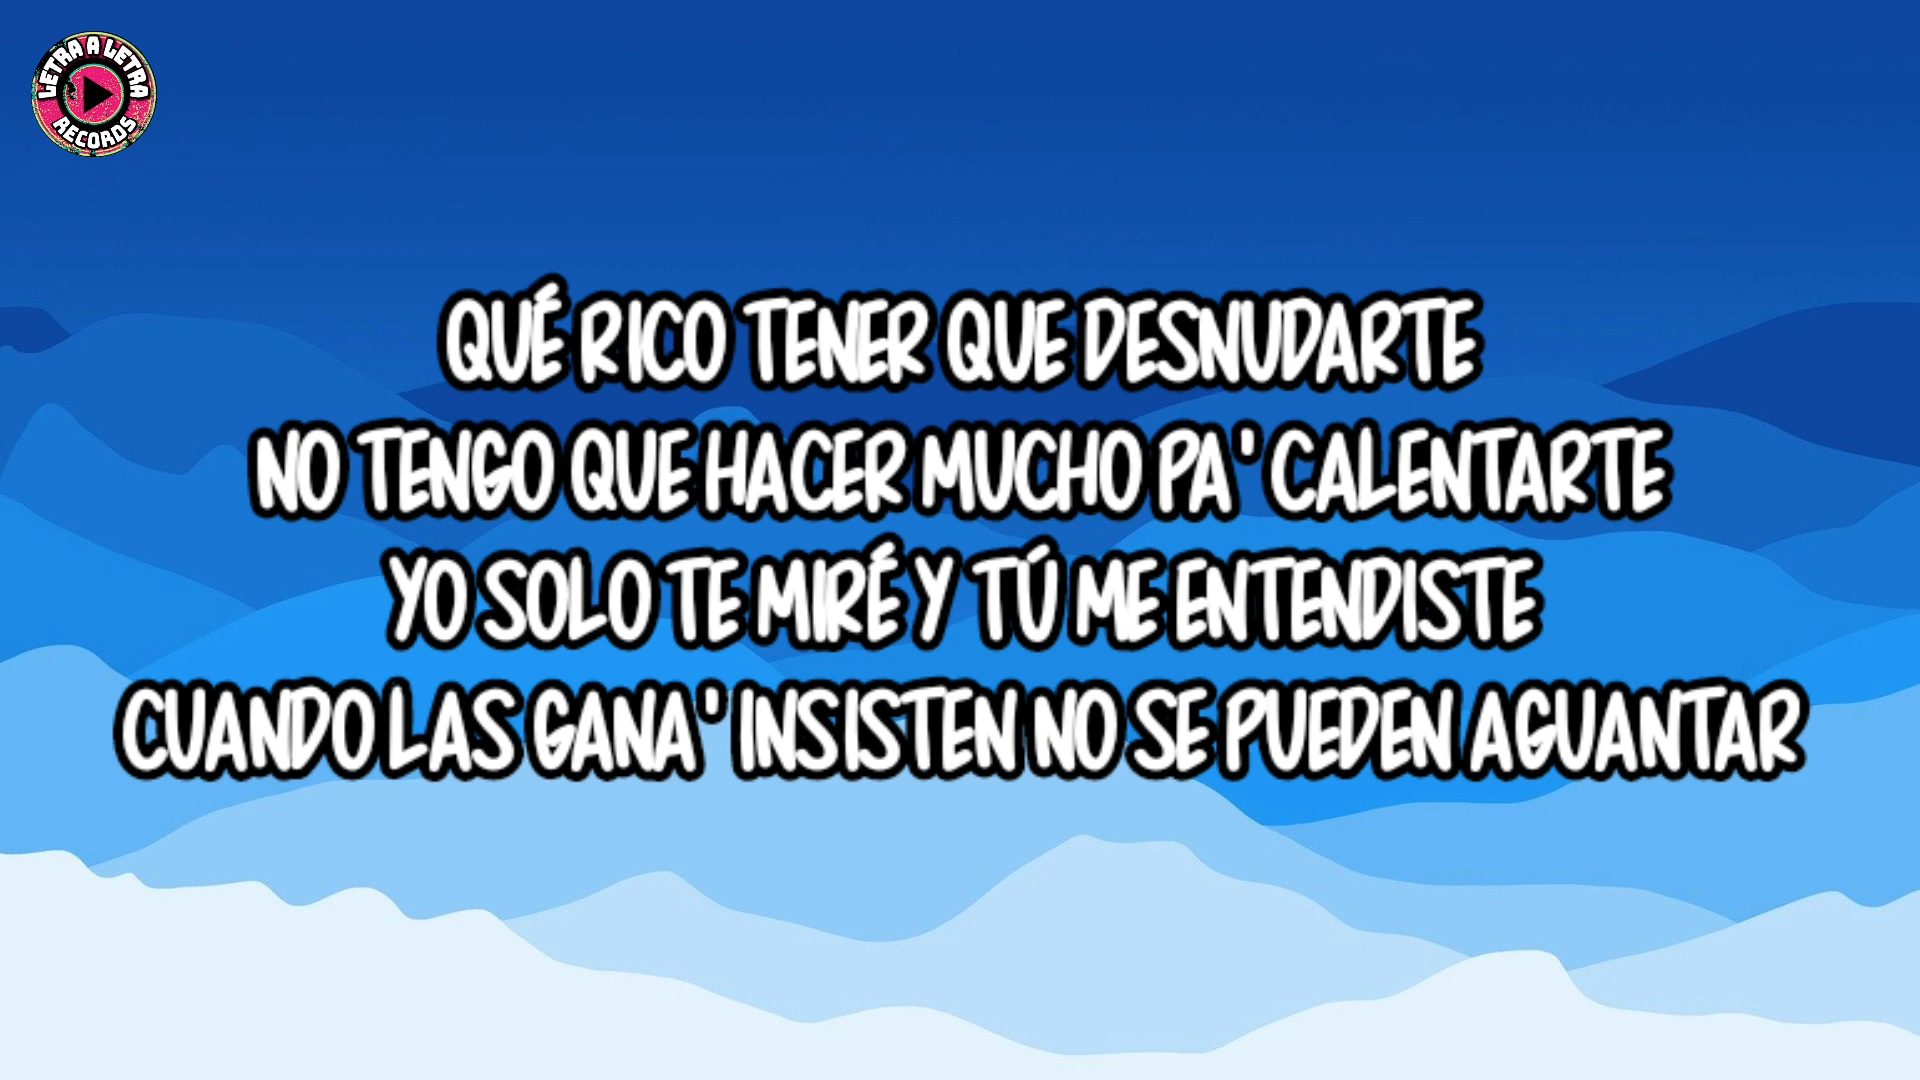 LETRA A LETRA
RECORDS
QUÉ RICO TENER QUE DESNUDARTE
NO TENGO QUE HACER MUCHO PA' CALENTARTE
YO SOLO TE MIRÉ Y TÚ ME ENTENDISTE
CUANDO LAS GANA' INSISTEN NO SE PUEDEN AGUANTAR